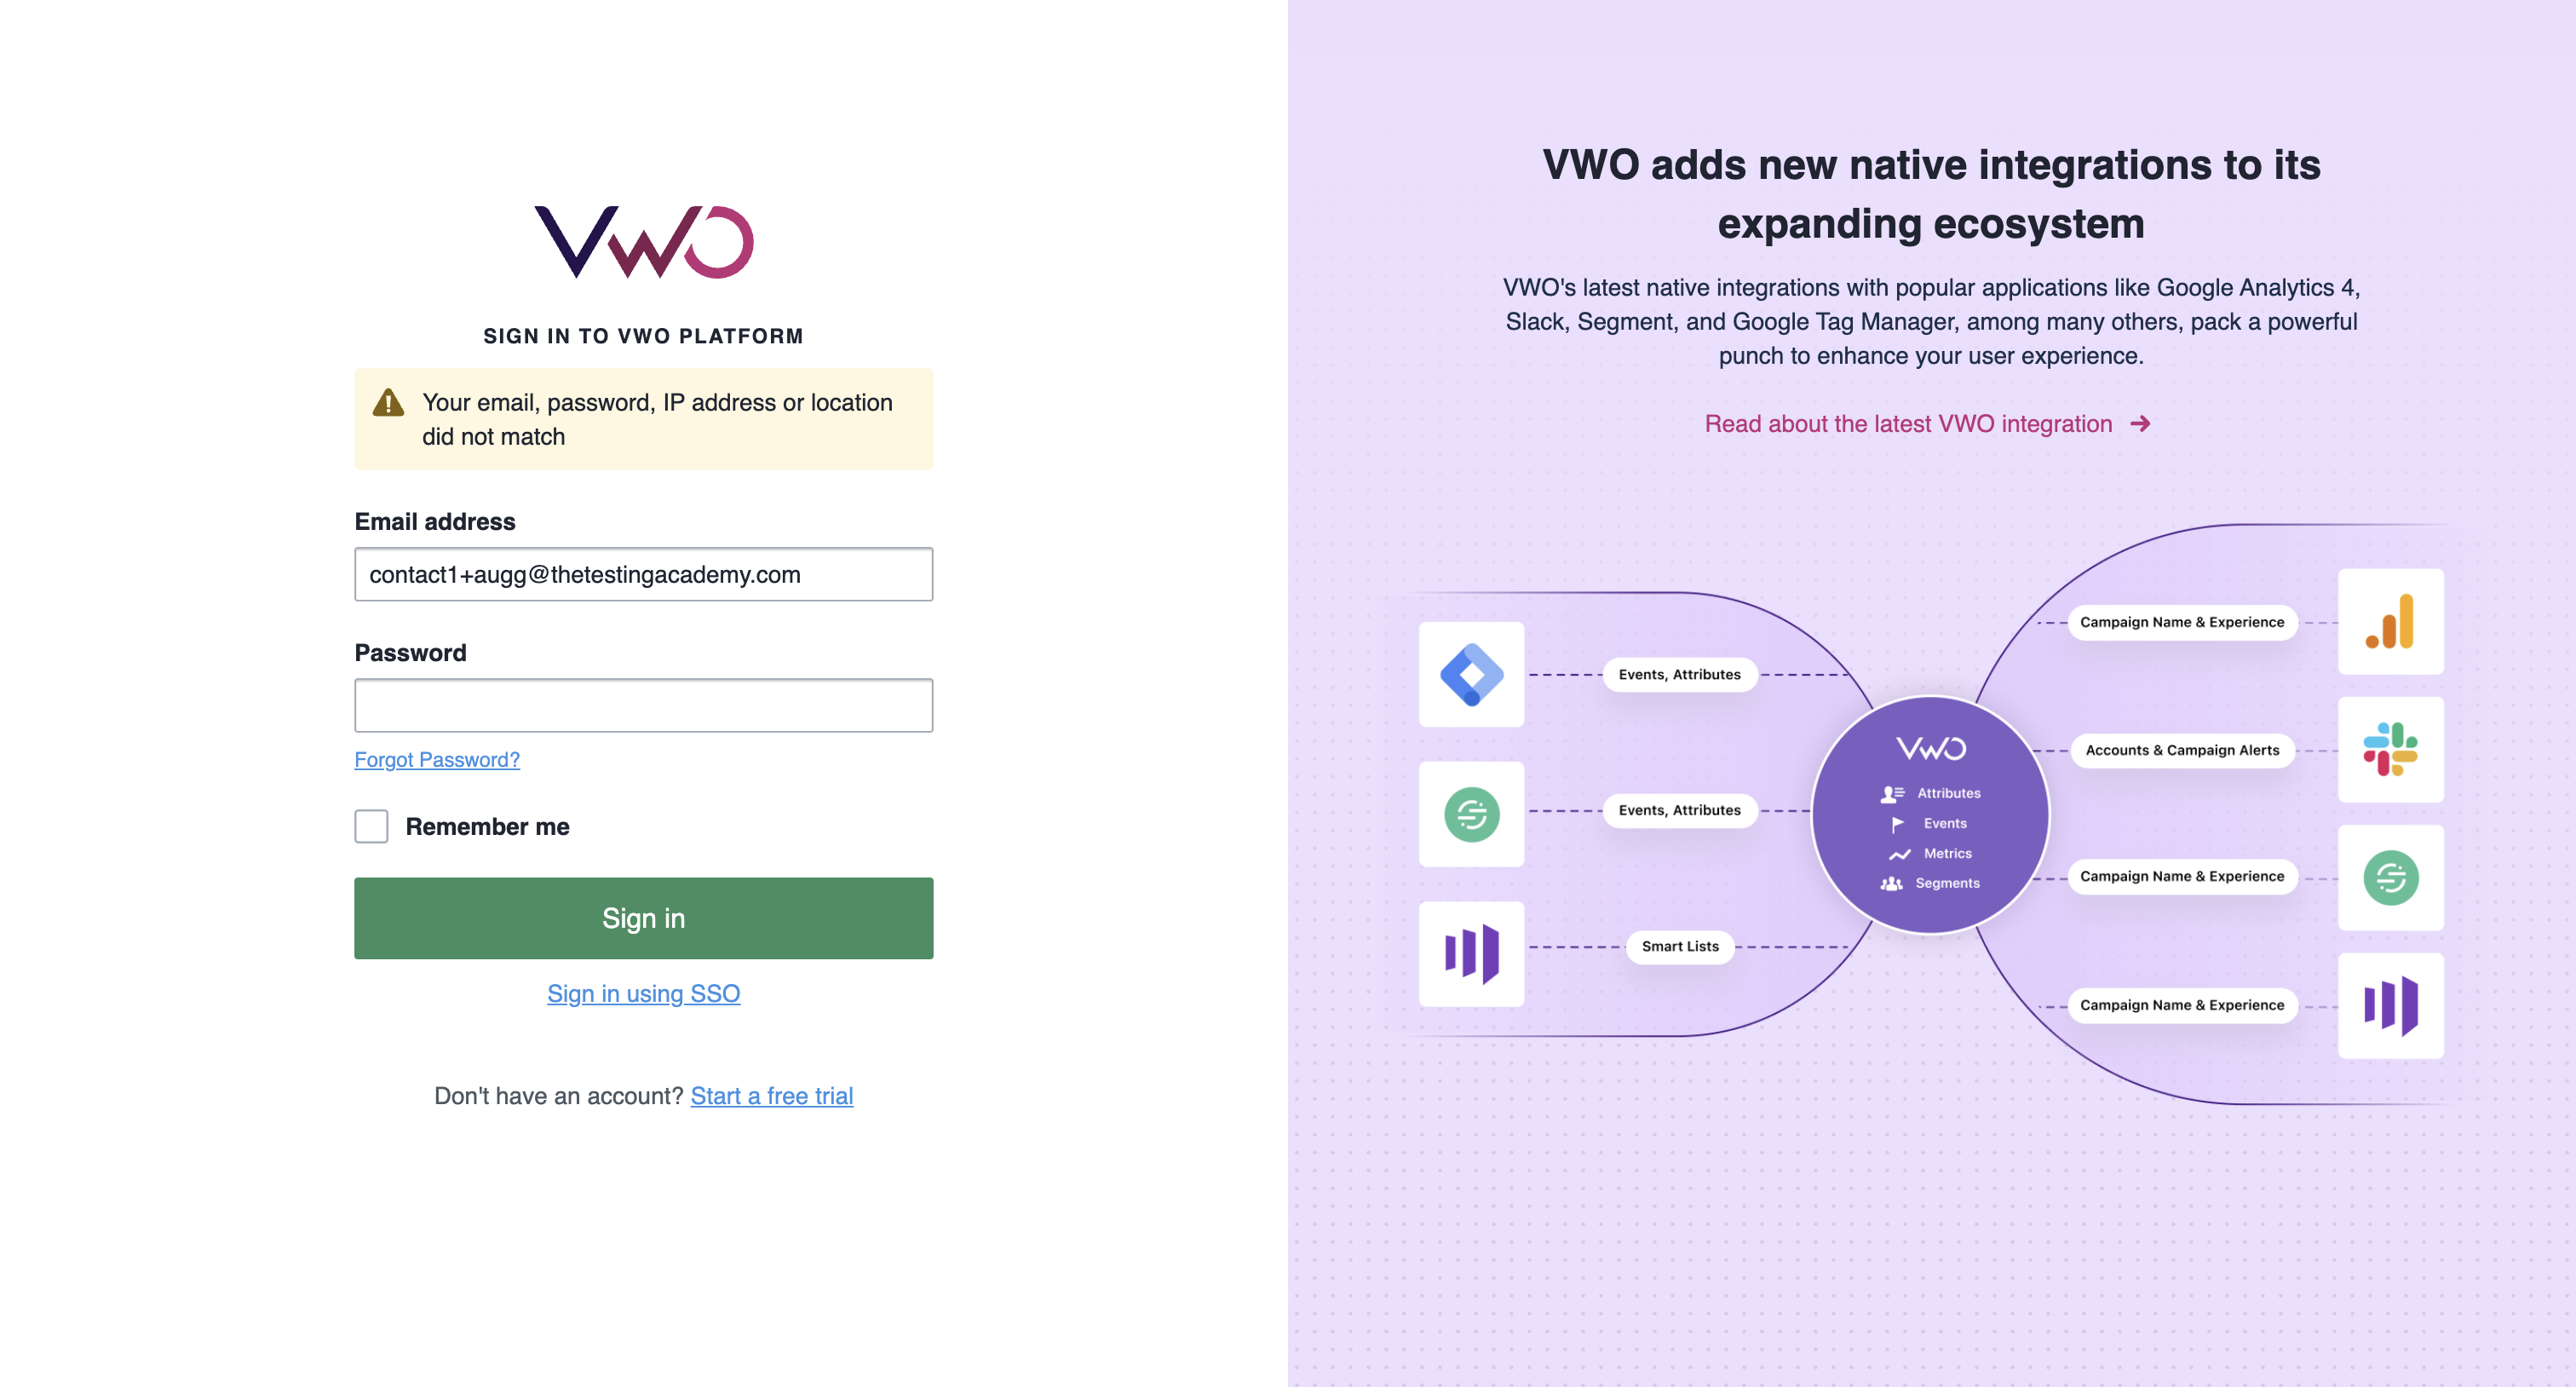 VWO
SIGN IN TO VWO PLATFORM
Your email, password, IP address or location
did not match
Email address
contact1+augg@thetestingacademy.com
Password
Forgot Password?
Remember me
Sign in
Sign in using SSO
Don't have an account? Start a free trial
VWO adds new native integrations to its
expanding ecosystem
VWO's latest native integrations with popular applications like Google Analytics 4,
Slack, Segment, and Google Tag Manager, among many others, pack a powerful
punch to enhance your user experience.
Read about the latest VWO integration
Events, Attributes
Events, Attributes
Smart Lists
VWO
Attributes
Events
Metrics
Segments
Campaign Name & Experience
Accounts & Campaign Alerts
Campaign Name & Experience
Campaign Name & Experience